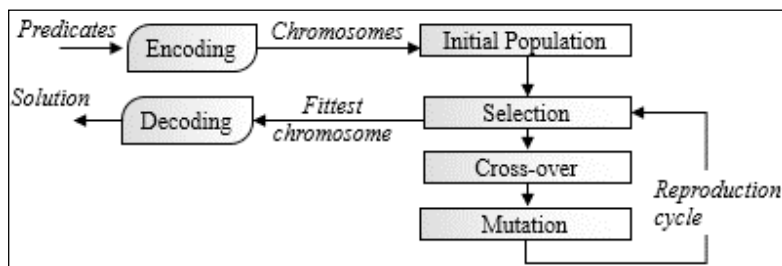 Predicates
Encoding
Chromosomes
Initial Population
Solution
Decoding
Fittest
chromosome
Selection
Cross-over
Reproduction
cycle
Mutation